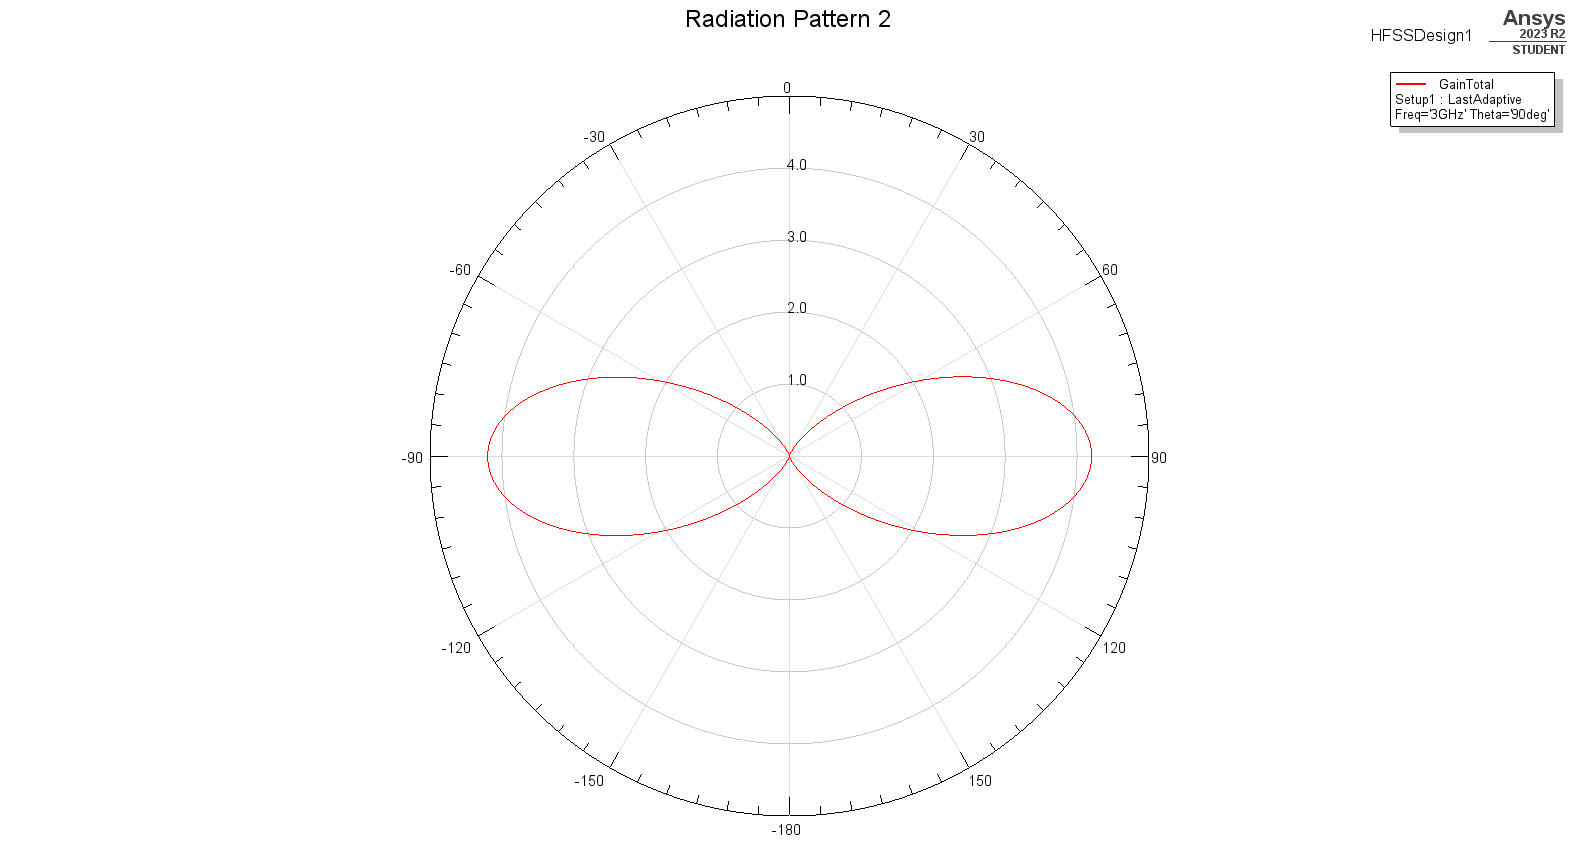 Radiation Pattern 2
HFSSDesign1
Ansys
2023 R2
STUDENT
GainTotal
Setup1 : LastAdaptive
Freq='3GHz' Theta='90deg'
0
-30
30
4.0
3.0
-60
60
2.0
1.0
-90
90
-120
120
-150
150
-180